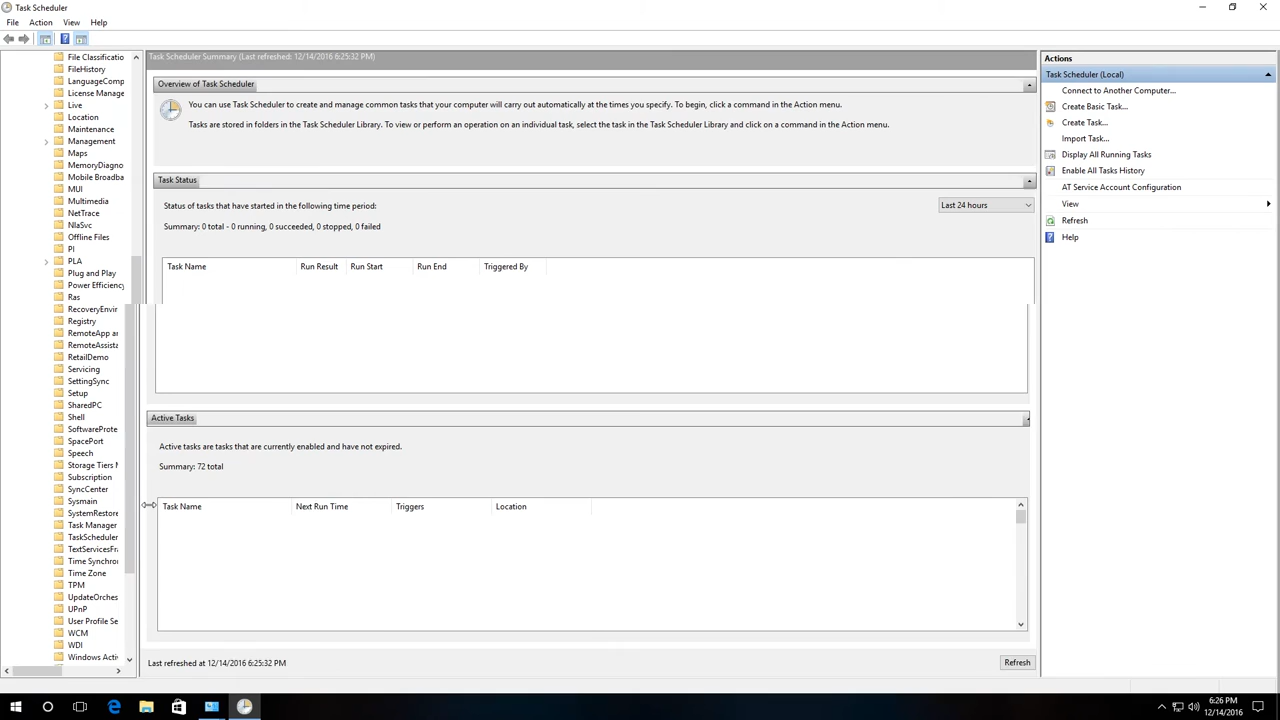 Task Scheduler
File Action View Help
File Classificatio
FileHistory
LanguageComp
License Manage
Live
Location
Maintenance
Management
Maps
MemoryDiagno
Mobile Broadba
MUI
Multimedia
NetTrace
NlaSvc
Offline Files
PI
PLA
Plug and Play
Power Efficiency
Ras
RecoveryEnvir
Registry
RemoteApp an
RemoteAssista
RetailDemo
Servicing
SettingSync
Setup
SharedPC
Shell
SoftwareProte
SpacePort
Speech
Storage Tiers M
Subscription
SyncCenter
Sysmain
SystemRestore
Task Manager
TaskScheduler
TextServicesFra
Time Synchro
Time Zone
TPM
UpdateOrches
UPnP
User Profile Se
WCM
WDI
Windows Activ
Task Scheduler Summary (Last refreshed: 12/14/2016 6:25:32 PM)
Overview of Task Scheduler
You can use Task Scheduler to create and manage common tasks that your computer will carry out automatically at the times you specify. To begin, click a command in the Action menu.
Tasks are stored in folders in the Task Scheduler Library. To view or perform an operation on an individual task, select the task in the Task Scheduler Library and click on a command in the Action menu.
Task Status
Status of tasks that have started in the following time period:
Last 24 hours
Summary: 0 total - 0 running, 0 succeeded, 0 stopped, 0 failed
Task Name Run Result Run Start Run End Triggered By
Active Tasks
Active tasks are tasks that are currently enabled and have not expired.
Summary: 72 total
Task Name Next Run Time Triggers Location
Last refreshed at 12/14/2016 6:25:32 PM
Refresh
Actions
Task Scheduler (Local)
Connect to Another Computer...
Create Basic Task...
Create Task...
Import Task...
Display All Running Tasks
Enable All Tasks History
AT Service Account Configuration
View
Refresh
Help
6:26 PM
12/14/2016